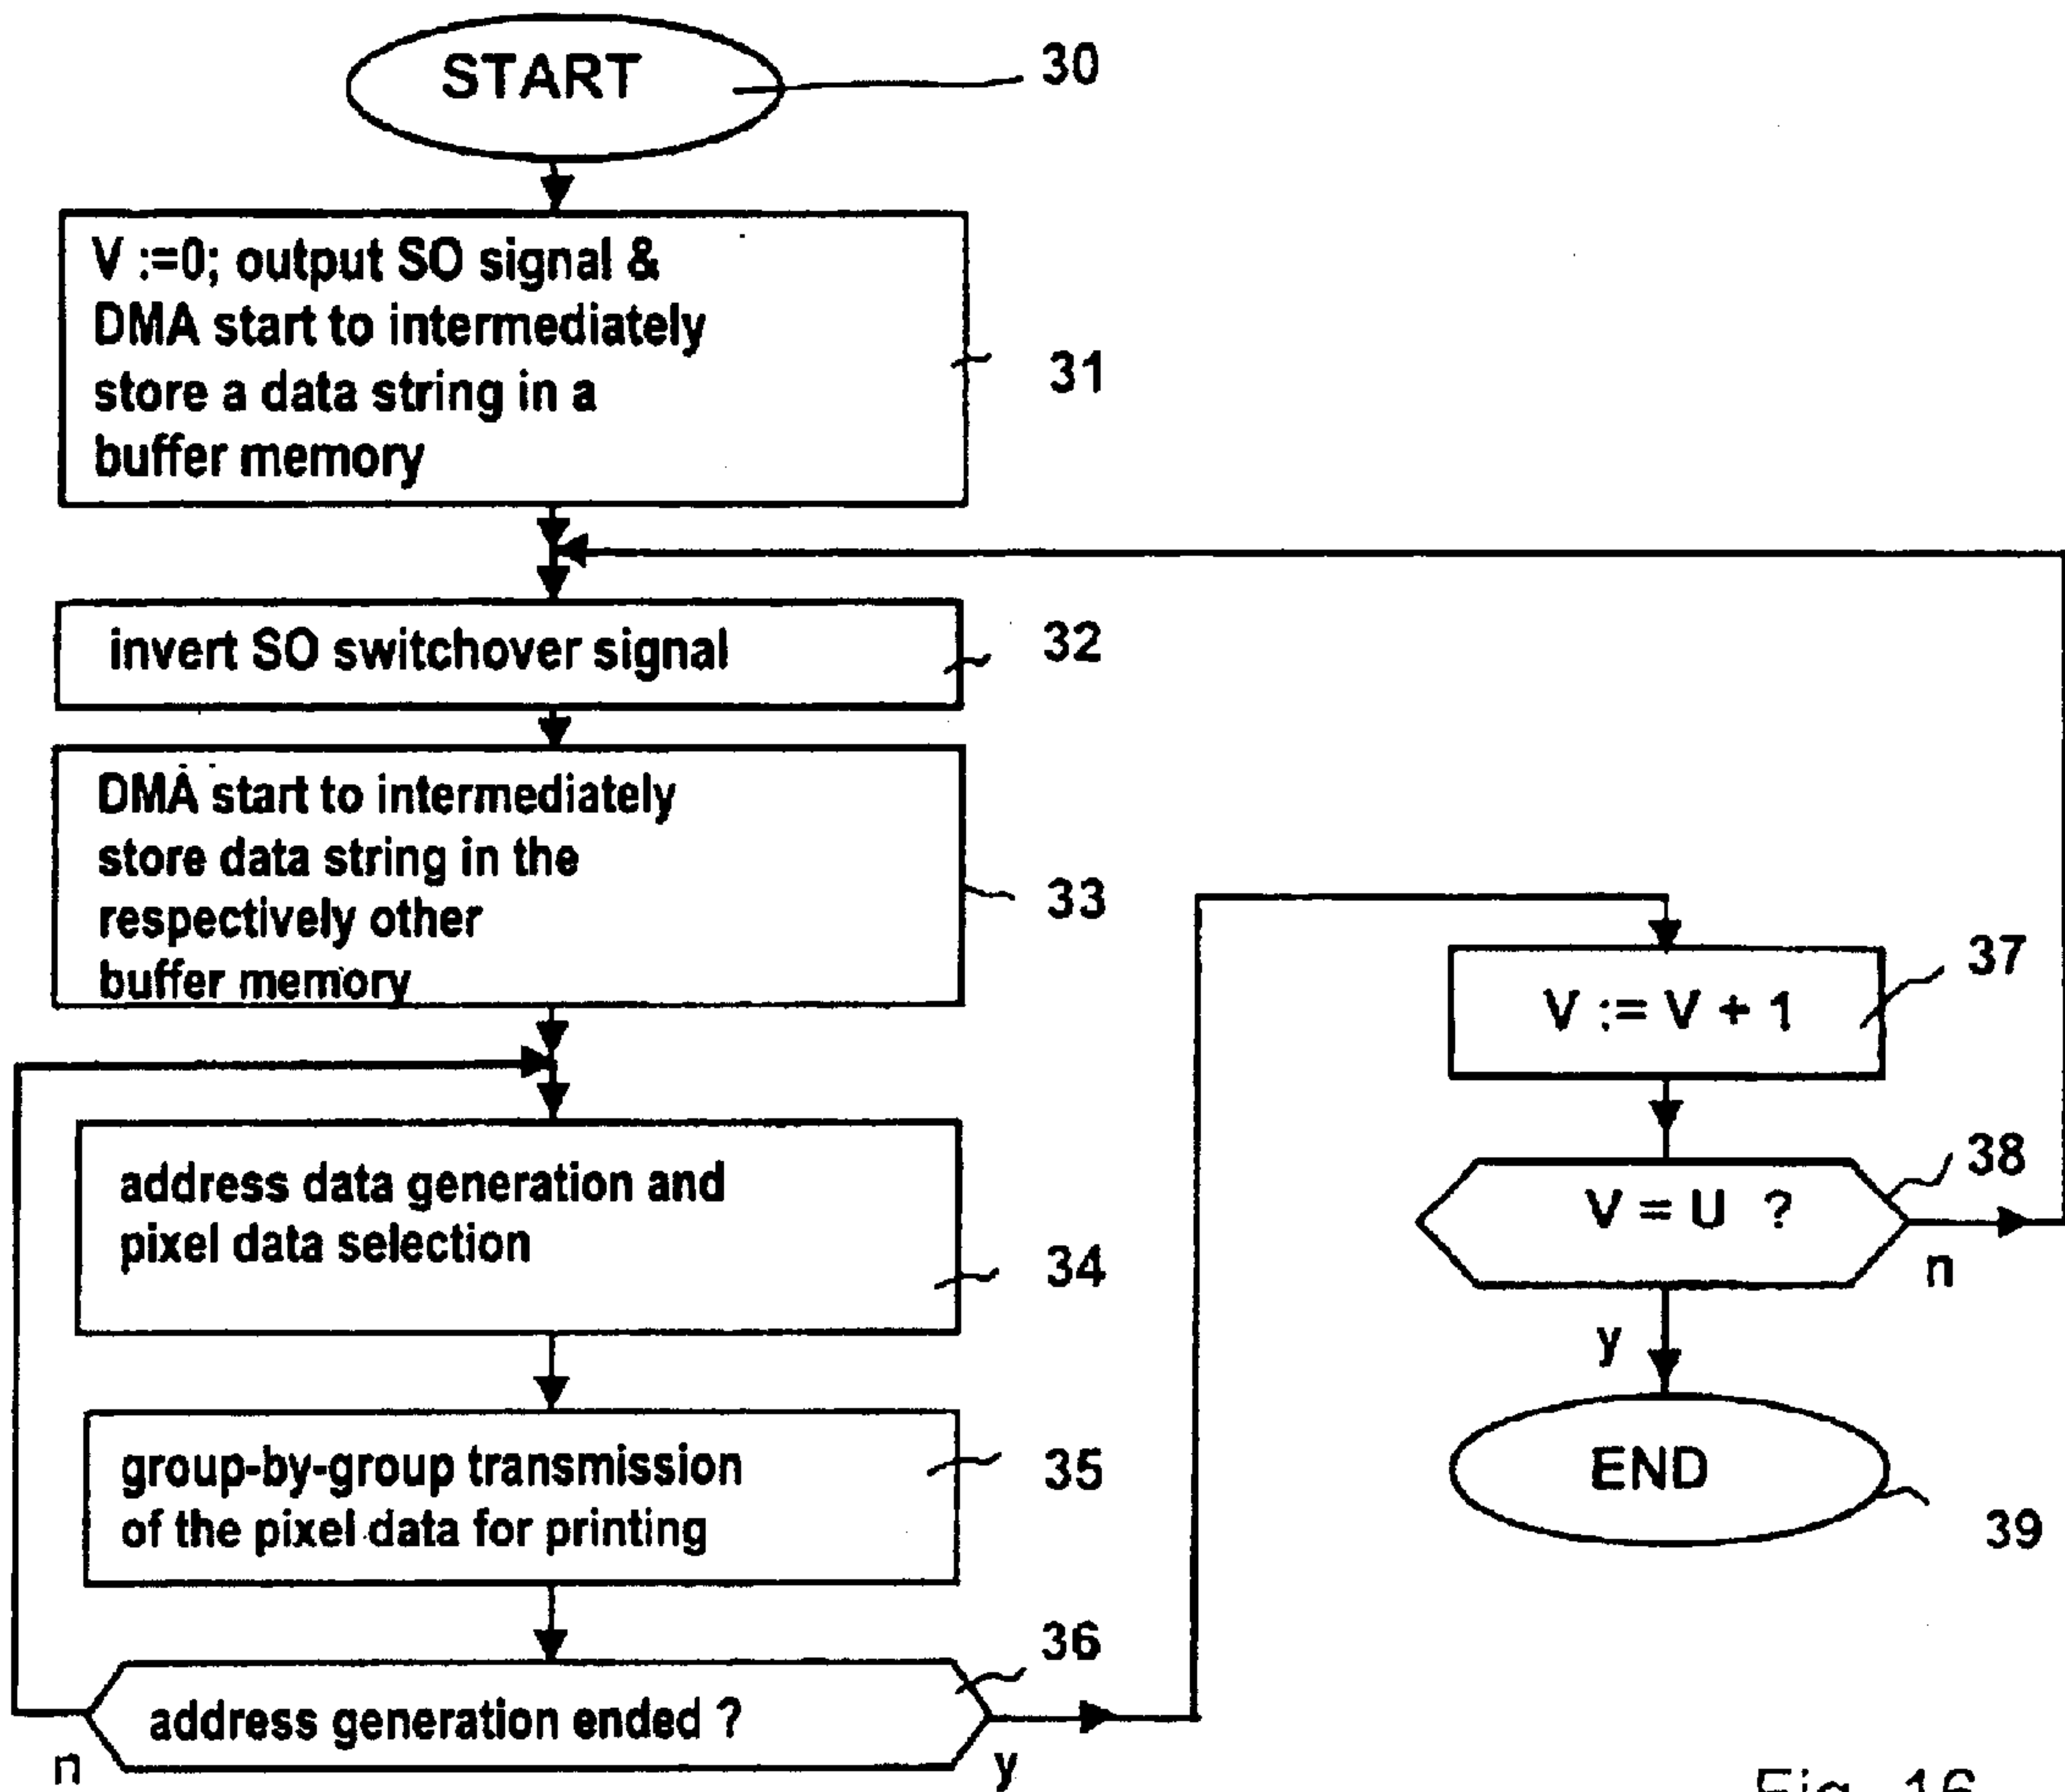 START
30
V :=0; output SO signal &
DMA start to intermediately
store a data string in a
buffer memory
31
invert SO switchover signal
32
DMA start to intermediately
store data string in the
respectively other
buffer memory
33
address data generation and
pixel data selection
34
group-by-group transmission
of the pixel data for printing
35
address generation ended ?
36
n
y
V := V + 1
37
V = U ?
38
n
y
END
39
Fig. 16